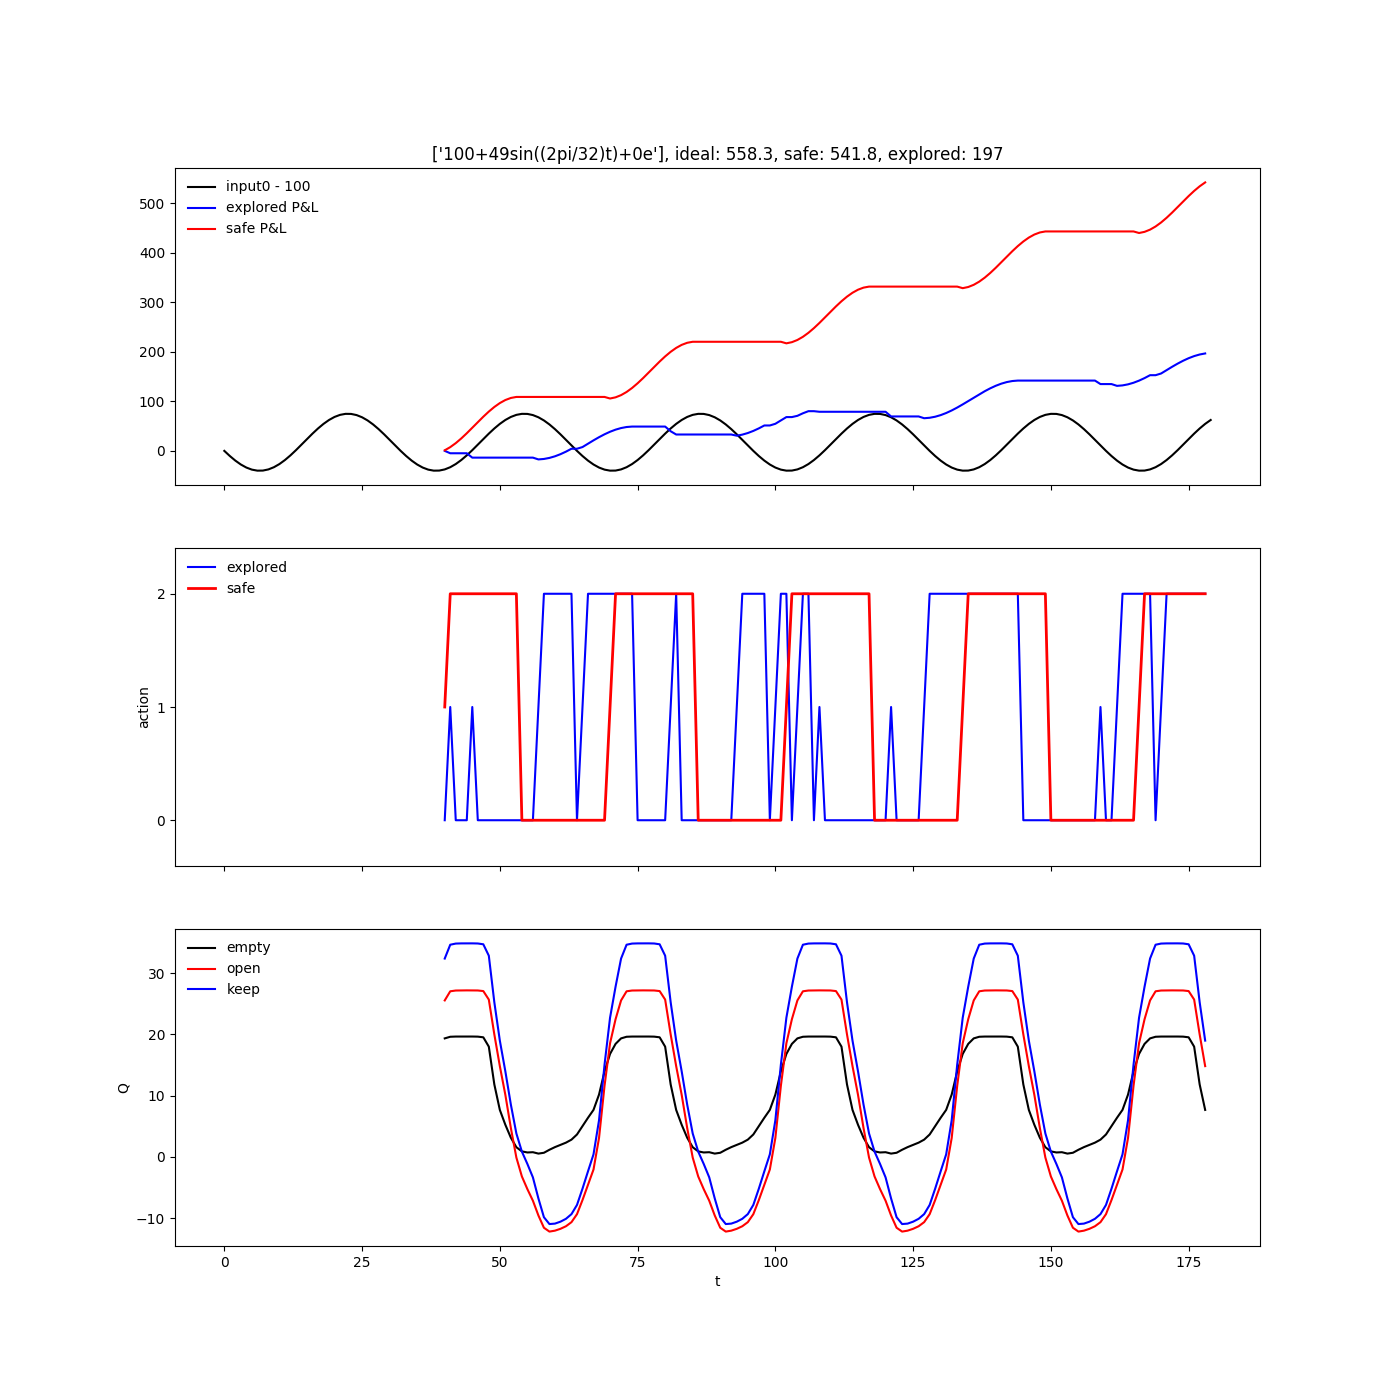 ['100+49sin((2pi/32)t)+0e'], ideal: 558.3, safe: 541.8, explored: 197
input0 - 100
explored P&L
safe P&L
500
400
300
200
100
0
explored
safe
2
1
0
action
empty
open
keep
30
20
10
0
−10
Q
0 25 50 75 100 125 150 175
t